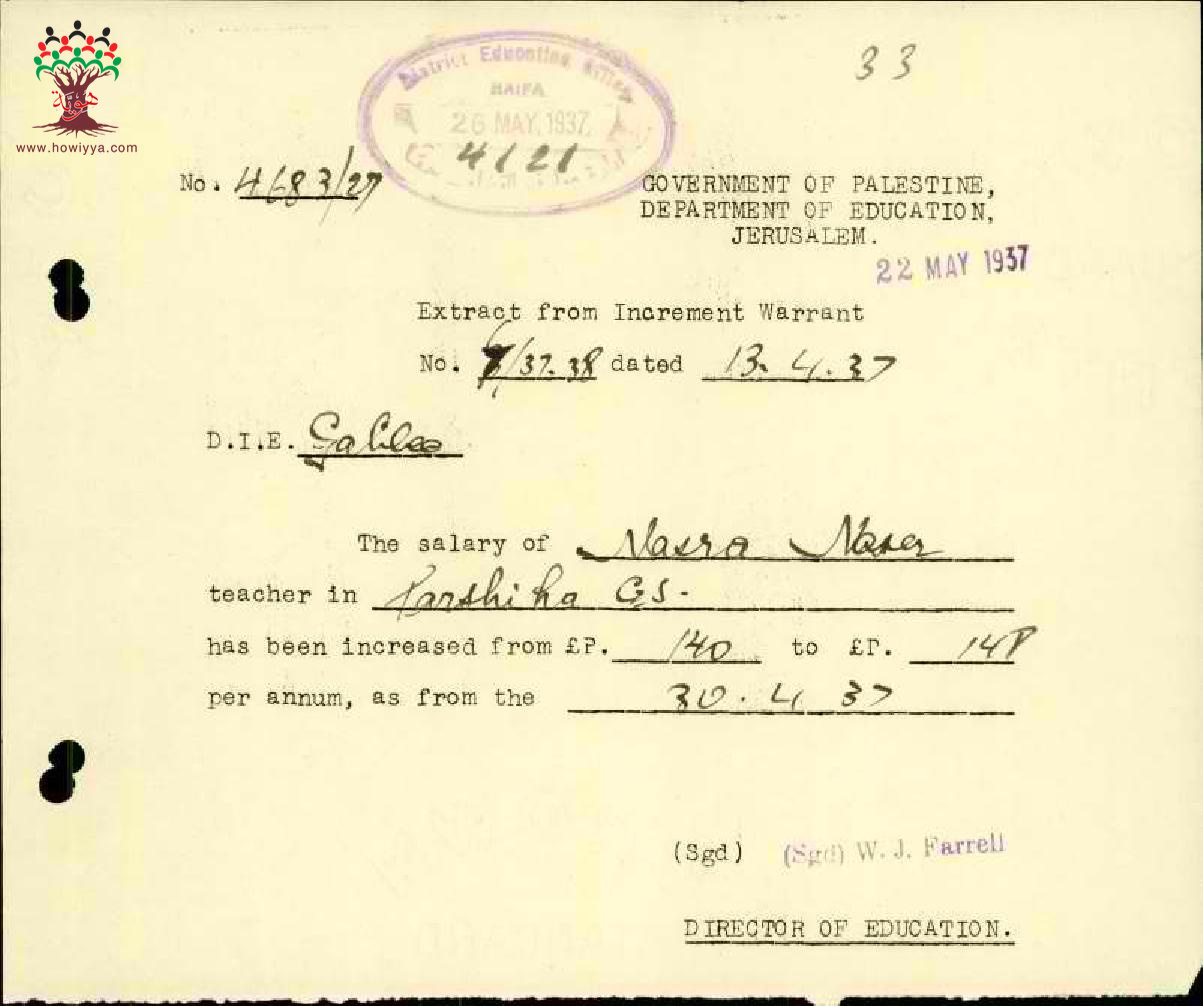 33
District Education Office
HAIFA
26 MAY.1937.
4121
هوية
www.howiyya.com
No. 4683/27
GOVERNMENT OF PALESTINE,
DEPARTMENT OF EDUCATION,
JERUSALEM.
22 MAY 1937
Extract from Increment Warrant
No. /37.38 dated 13.4.37
D.I.E. Galilee
The salary of Nasra Naser
teacher in Tarshiha G.S.
has been increased from £P. 140 to £P. 148
per annum, as from the 30.4.37
(Sgd) (Sgd) W. J. Farrell
DIRECTOR OF EDUCATION.